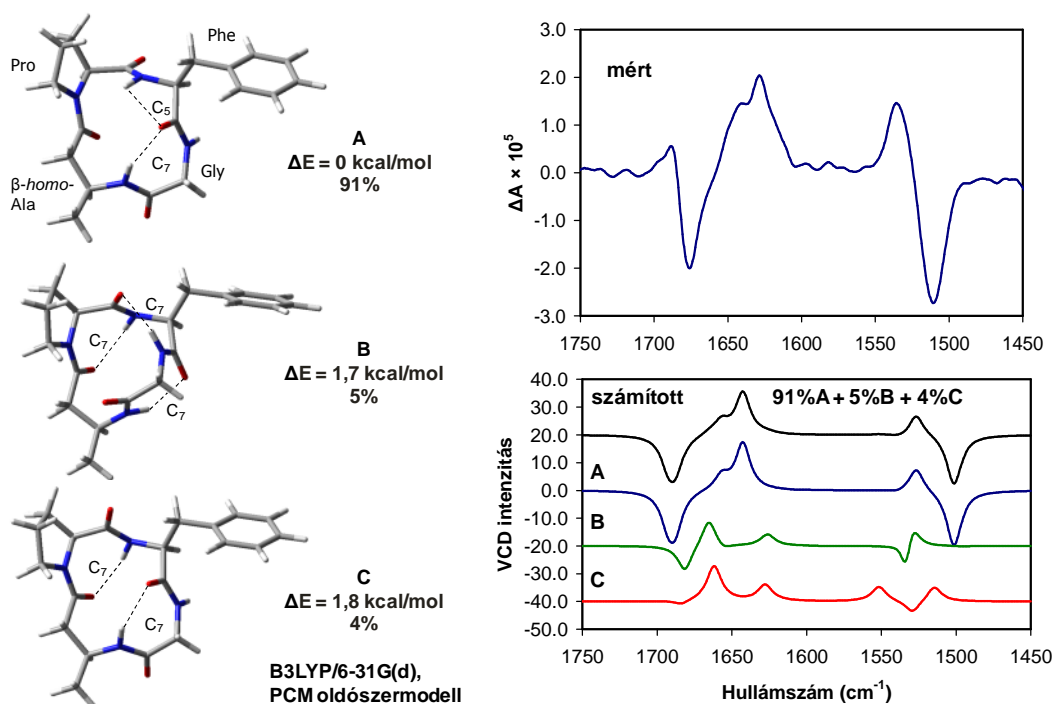 Pro
Phe
C₅
C₇
Gly
β-homo-
Ala
A
ΔE = 0 kcal/mol
91%
C₇
C₇
C₇
B
ΔE = 1,7 kcal/mol
5%
C₇
C₇
C
ΔE = 1,8 kcal/mol
4%
B3LYP/6-31G(d),
PCM oldószermodell
mért
ΔA × 10⁵
3.0
2.0
1.0
0.0
-1.0
-2.0
-3.0
1750 1700 1650 1600 1550 1500 1450
számított 91%A + 5%B + 4%C
A
B
C
VCD intenzítás
40.0
30.0
20.0
10.0
0.0
-10.0
-20.0
-30.0
-40.0
-50.0
1750 1700 1650 1600 1550 1500 1450
Hullámszám (cm⁻¹)